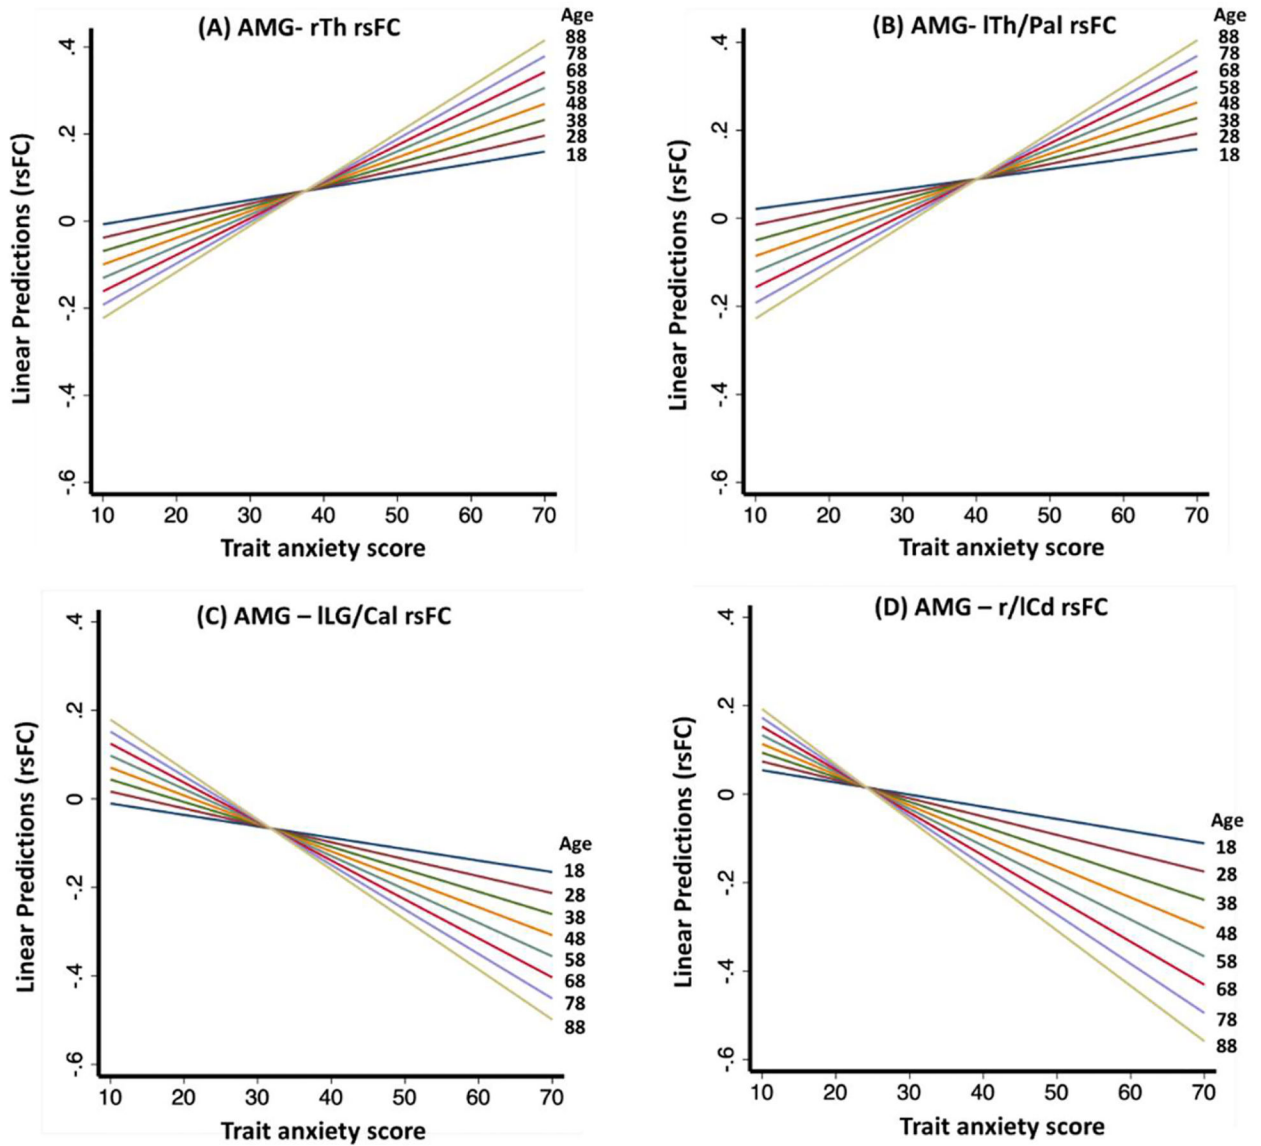 (A) AMG- rTh rsFC
Age
88
78
68
58
48
38
28
18
Linear Predictions (rsFC)
.4
.2
0
-.2
-.4
-.6
10 20 30 40 50 60 70
Trait anxiety score
(B) AMG- lTh/Pal rsFC
Age
88
78
68
58
48
38
28
18
Linear Predictions (rsFC)
.4
.2
0
-.2
-.4
-.6
10 20 30 40 50 60 70
Trait anxiety score
(C) AMG – lLG/Cal rsFC
Linear Predictions (rsFC)
.4
.2
0
-.2
-.4
-.6
Age
18
28
38
48
58
68
78
88
10 20 30 40 50 60 70
Trait anxiety score
(D) AMG – r/lCd rsFC
Linear Predictions (rsFC)
.4
.2
0
-.2
-.4
-.6
Age
18
28
38
48
58
68
78
88
10 20 30 40 50 60 70
Trait anxiety score